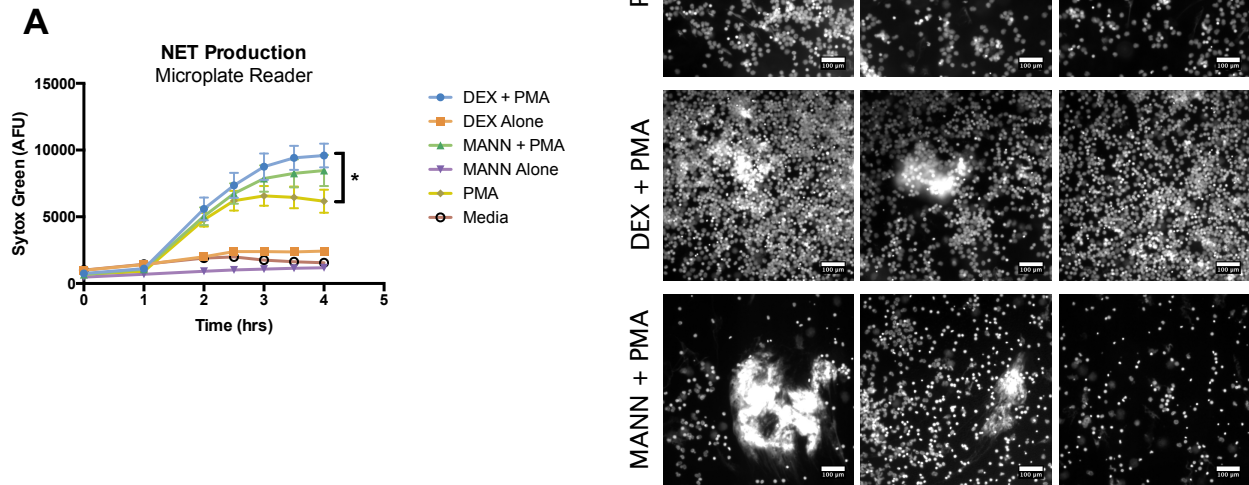 A
NET Production
Microplate Reader
15000
10000
5000
0
Sytox Green (AFU)
0 1 2 3 4 5
Time (hrs)
*
DEX + PMA
DEX Alone
MANN + PMA
MANN Alone
PMA
Media
100 µm 100 µm 100 µm
DEX + PMA
100 µm 100 µm 100 µm
MANN + PMA
100 µm 100 µm 100 µm